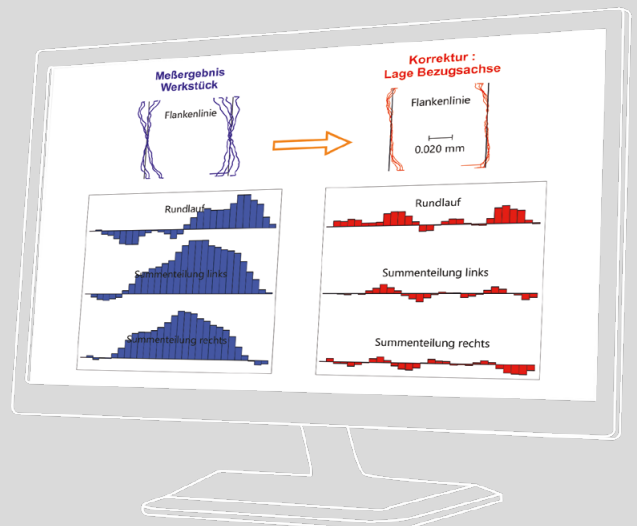 Meßergebnis
Werkstück
Flankenlinie
Rundlauf
Summenteilung links
Summenteilung rechts
Korrektur :
Lage Bezugsachse
Flankenlinie
0.020 mm
Rundlauf
Summenteilung links
Summenteilung rechts